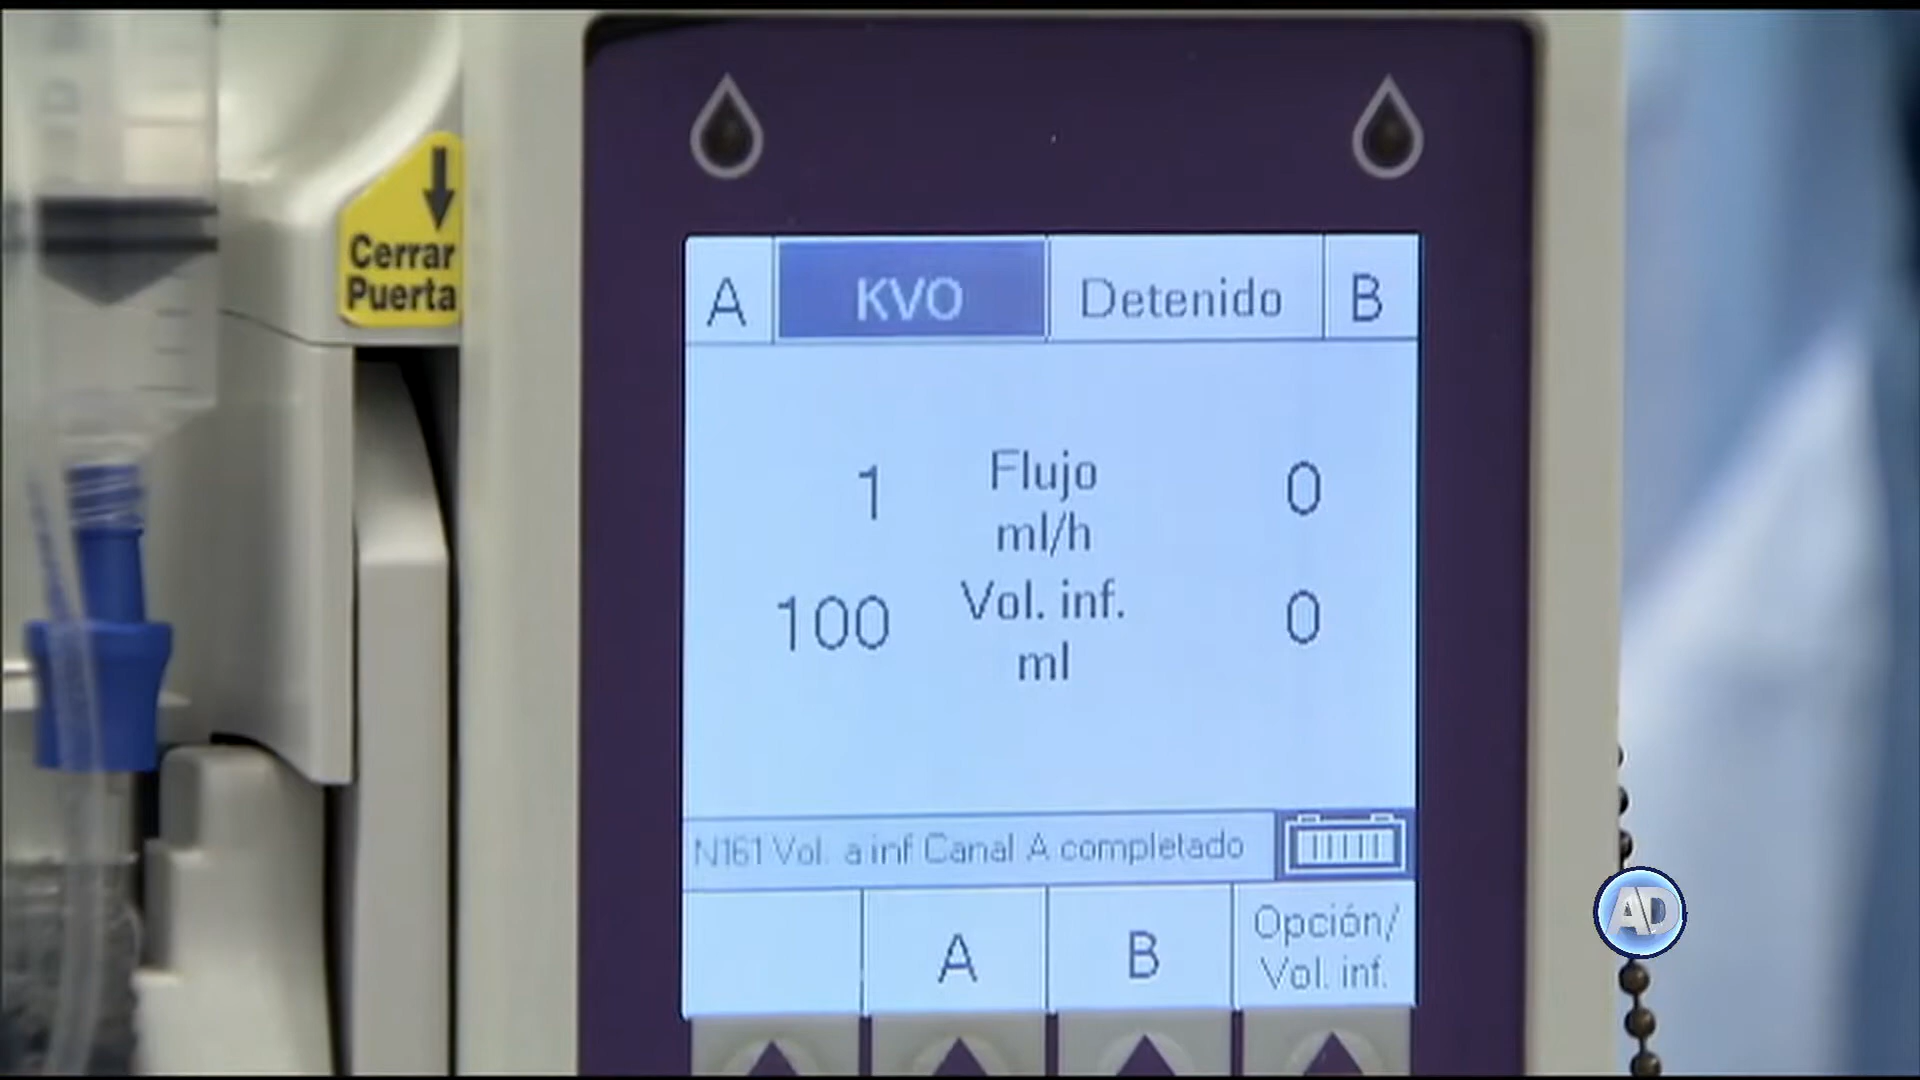 Cerrar
Puerta
A KVO Detenido B
1 Flujo 0
ml/h
100 Vol. inf. 0
ml
N161 Vol. a inf Canal A completado
A B Opción/
Vol. inf.
AD